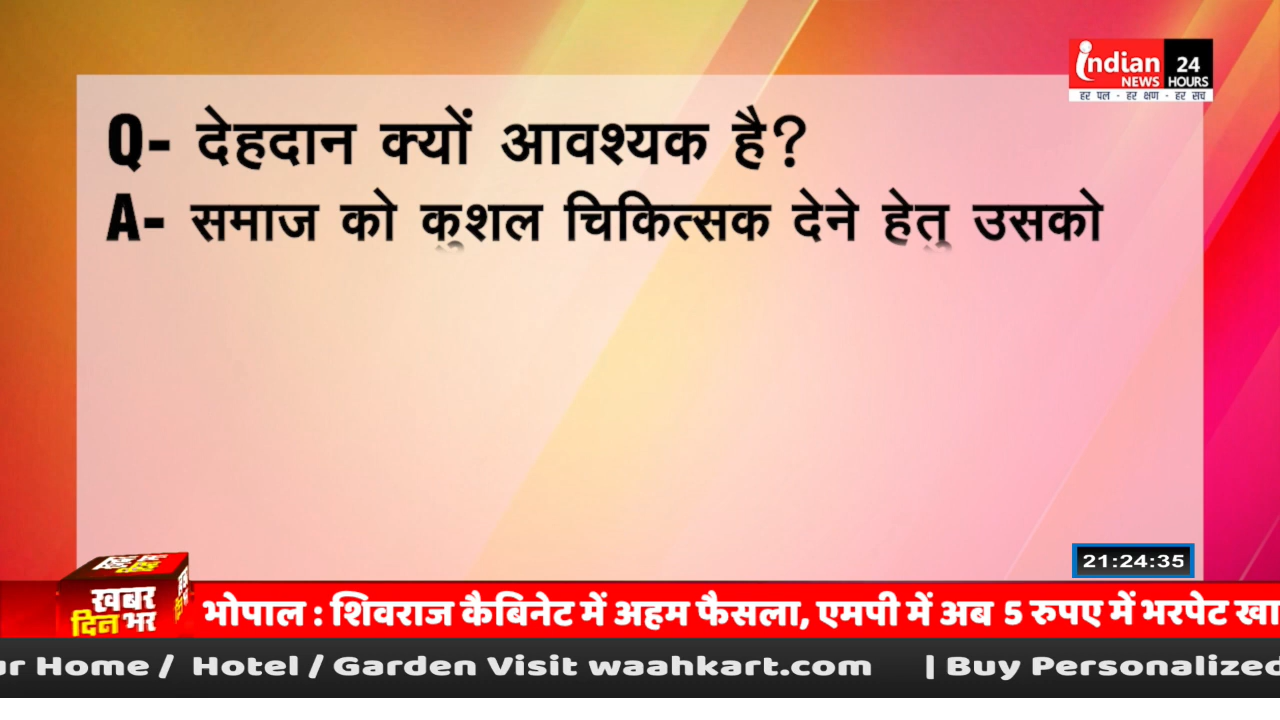 indian
NEWS
24
HOURS
हर पल - हर क्षण - हर सच
Q- देहदान क्यों आवश्यक है?
A- समाज को कुशल चिकित्सक देने हेतु उसको
21:24:35
खबर
दिन भर
भोपाल : शिवराज कैबिनेट में अहम फैसला, एमपी में अब 5 रुपए में भरपेट खा
ur Home / Hotel / Garden Visit waahkart.com | Buy Personalized